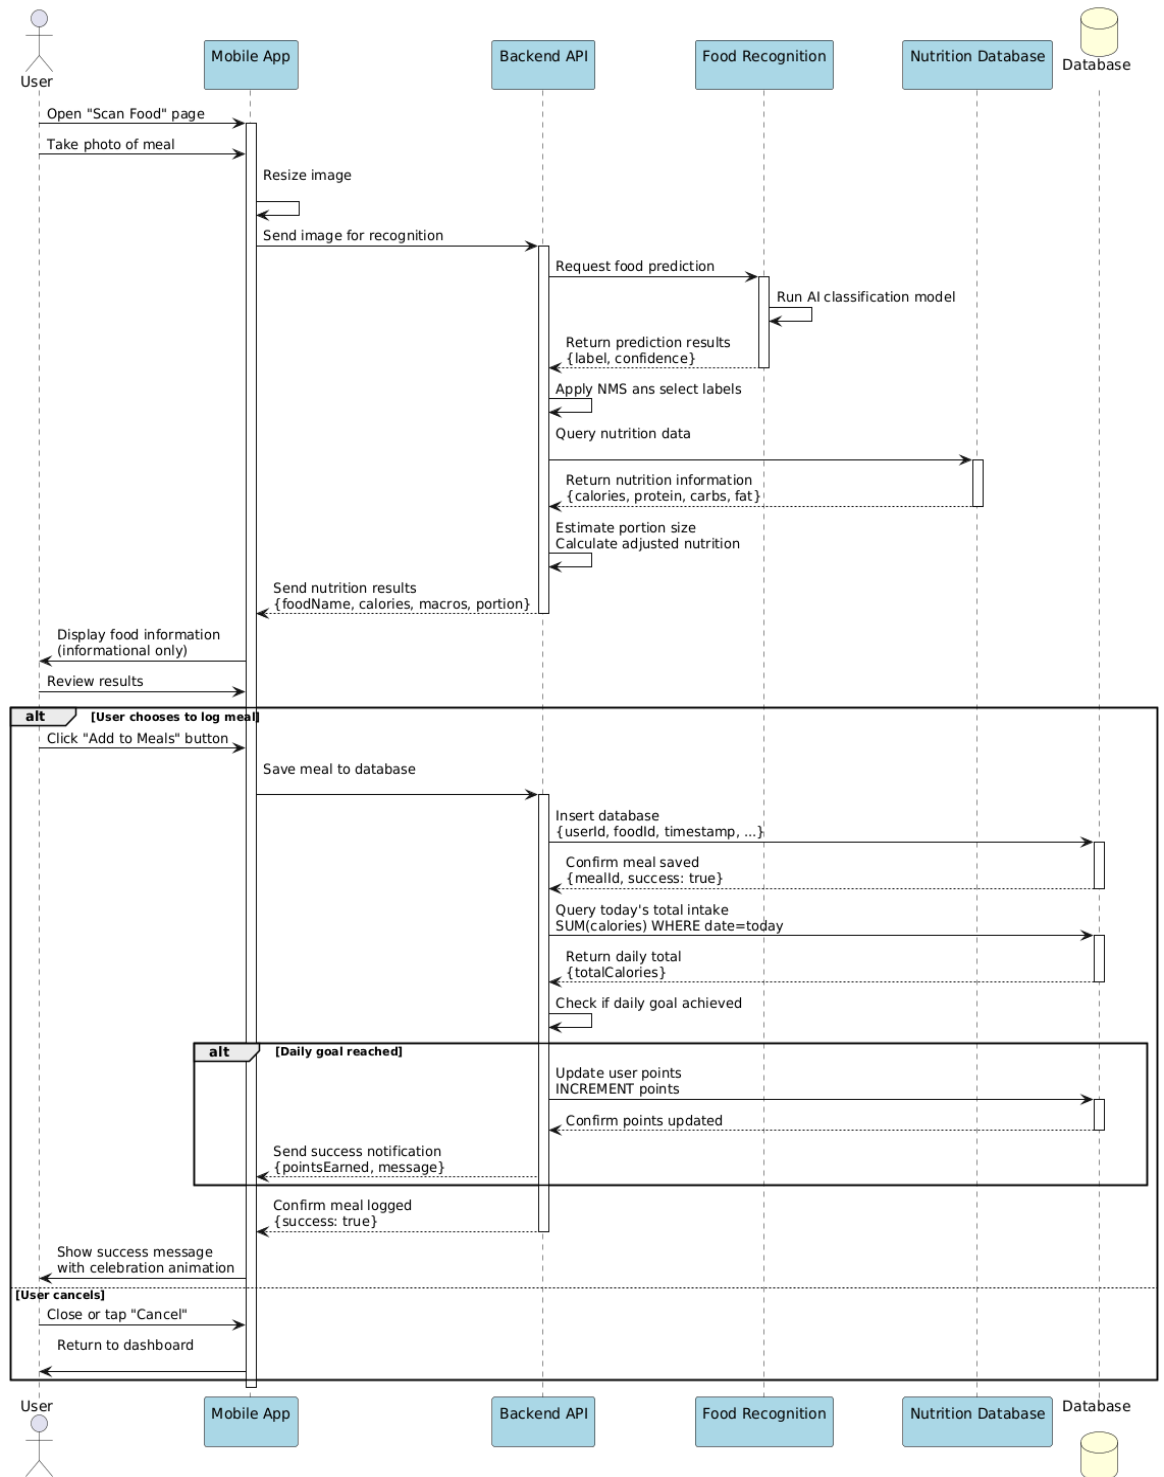 User
Mobile App
Backend API
Food Recognition
Nutrition Database
Database
Open "Scan Food" page
Take photo of meal
Resize image
Send image for recognition
Request food prediction
Run AI classification model
Return prediction results
{label, confidence}
Apply NMS ans select labels
Query nutrition data
Return nutrition information
{calories, protein, carbs, fat}
Estimate portion size
Calculate adjusted nutrition
Send nutrition results
{foodName, calories, macros, portion}
Display food information
(informational only)
Review results
alt
[User chooses to log meal]
Click "Add to Meals" button
Save meal to database
Insert database
{userId, foodId, timestamp, ...}
Confirm meal saved
{mealId, success: true}
Query today's total intake
SUM(calories) WHERE date=today
Return daily total
{totalCalories}
Check if daily goal achieved
alt
[Daily goal reached]
Update user points
INCREMENT points
Confirm points updated
Send success notification
{pointsEarned, message}
Confirm meal logged
{success: true}
Show success message
with celebration animation
[User cancels]
Close or tap "Cancel"
Return to dashboard
User
Mobile App
Backend API
Food Recognition
Nutrition Database
Database